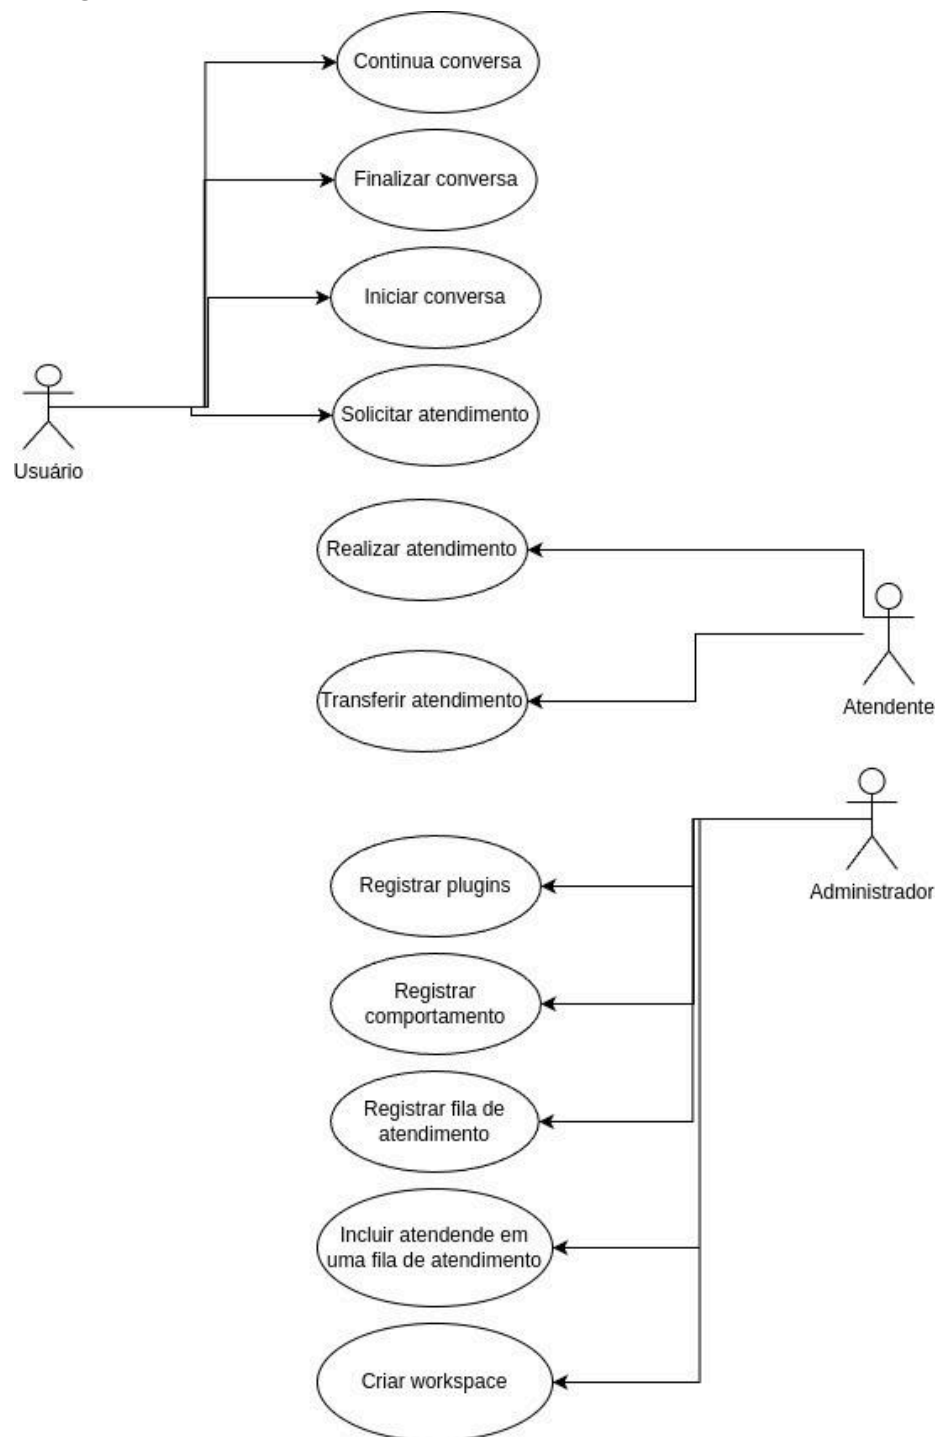 Continua conversa
Finalizar conversa
Iniciar conversa
Solicitar atendimento
Usuário
Realizar atendimento
Transferir atendimento
Atendente
Registrar plugins
Administrador
Registrar
comportamento
Registrar fila de
atendimento
Incluir atendende em
uma fila de atendimento
Criar workspace